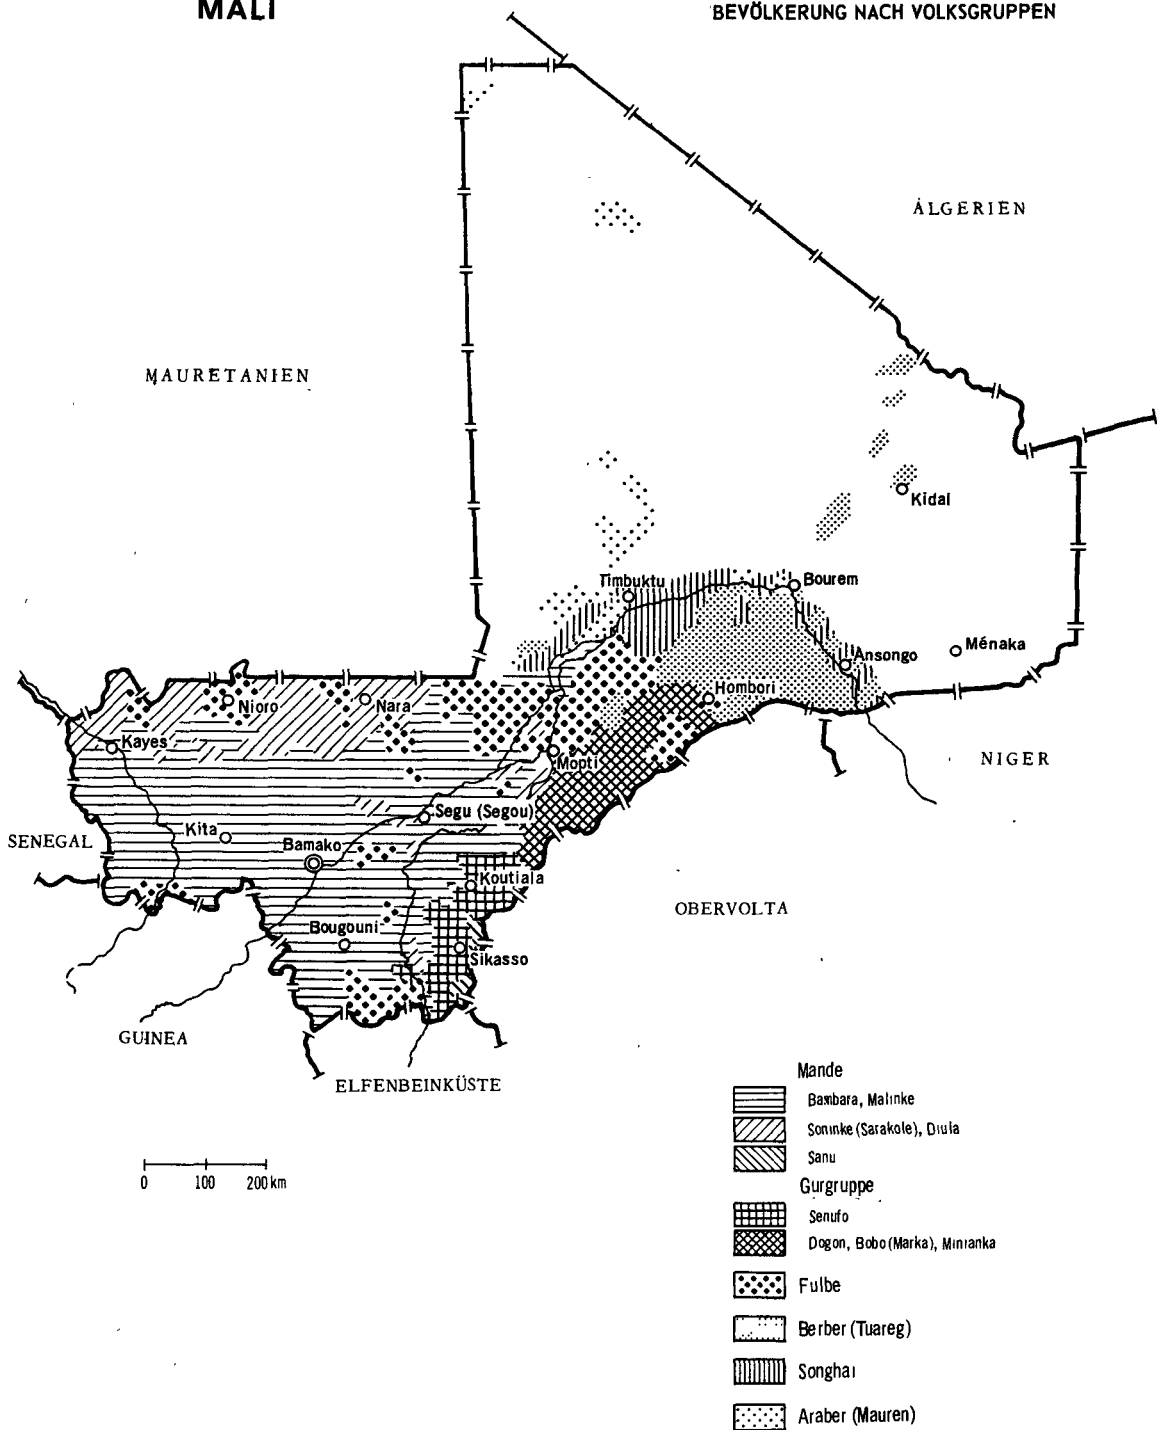 MALI
BEVÖLKERUNG NACH VOLKSGRUPPEN
ALGERIEN
MAURETANIEN
Kidal
Timbuktu
Bourem
Ménaka
Ansongo
Hombori
Nioro
Nara
Kayes
Mopti
NIGER
Segu (Segou)
Kita
SENEGAL
Bamako
Koutiala
OBERVOLTA
Bougouni
Sikasso
GUINEA
ELFENBEINKÜSTE
Mande
Bambara, Malinke
Soninke (Sarakole), Diula
Sanu
0 100 200 km
Gurgruppe
Senufo
Dogon, Bobo (Marka), Minianka
Fulbe
Berber (Tuareg)
Songhai
Araber (Mauren)